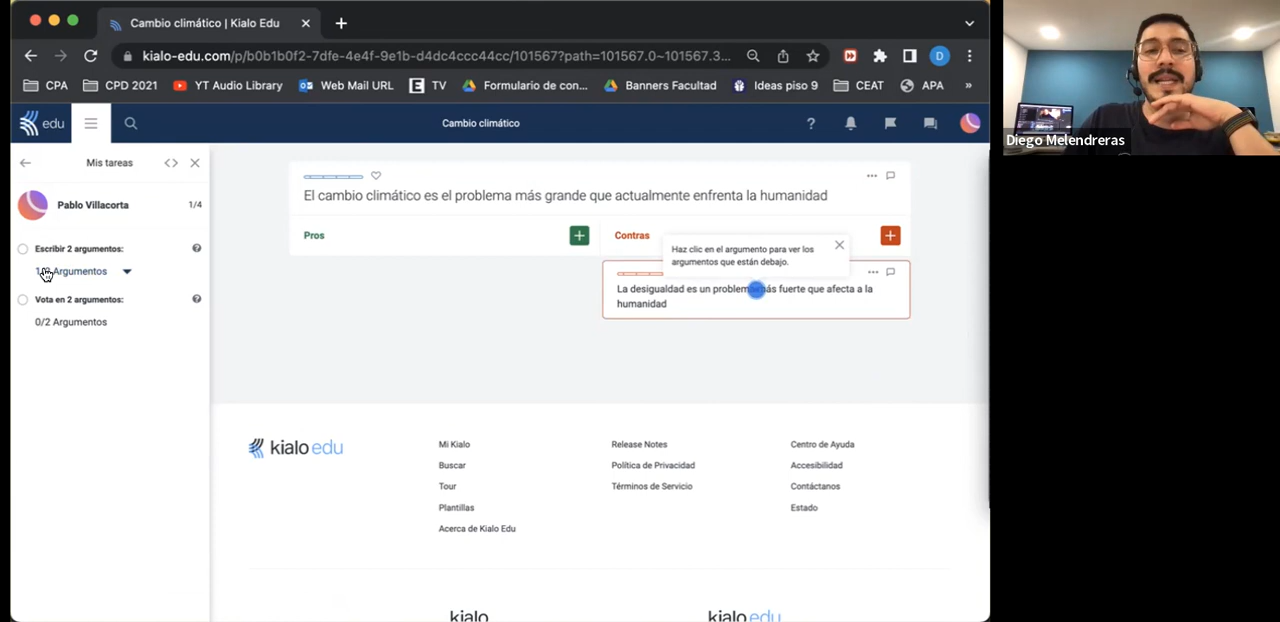 Cambio climático | Kialo Edu
kialo-edu.com/p/b0b1b0f2-7dfe-4e4f-9e1b-d4d4c4ccc44cc/101567?path=101567.0~101567.3...
CPA
CPD 2021
YT Audio Library
Web Mail URL
TV
Formulario de con...
Banners Facultad
Ideas piso 9
CEAT
APA
»
edu
Cambio climático
Mis tareas
Pablo Villacorta
1/4
Escribir 2 argumentos:
Argumentos
Vota en 2 argumentos:
0/2 Argumentos
El cambio climático es el problema más grande que actualmente enfrenta la humanidad
Pros
Contras
Haz clic en el argumento para ver los
argumentos que están debajo.
La desigualdad es un problema más fuerte que afecta a la
humanidad
kialo edu
Mi Kialo
Buscar
Tour
Plantillas
Acerca de Kialo Edu
Release Notes
Política de Privacidad
Términos de Servicio
Centro de Ayuda
Accesibilidad
Contáctanos
Estado
kialo
kialo edu
Diego Melendreras